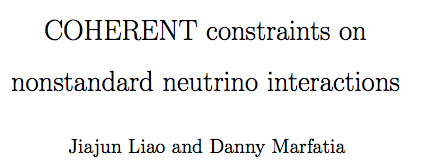 COHERENT constraints on
nonstandard neutrino interactions
Jiajun Liao and Danny Marfatia